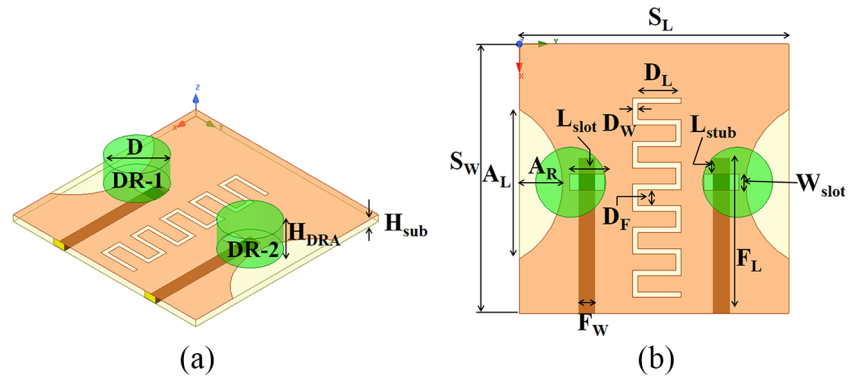 Z
X
Y
D
DR-1
DR-2
H_DRA
H_sub
(a)
S_L
Z
Y
X
D_L
D_W
L_slot
L_stub
S_W
A_L
A_R
W_slot
D_F
F_L
F_W
(b)